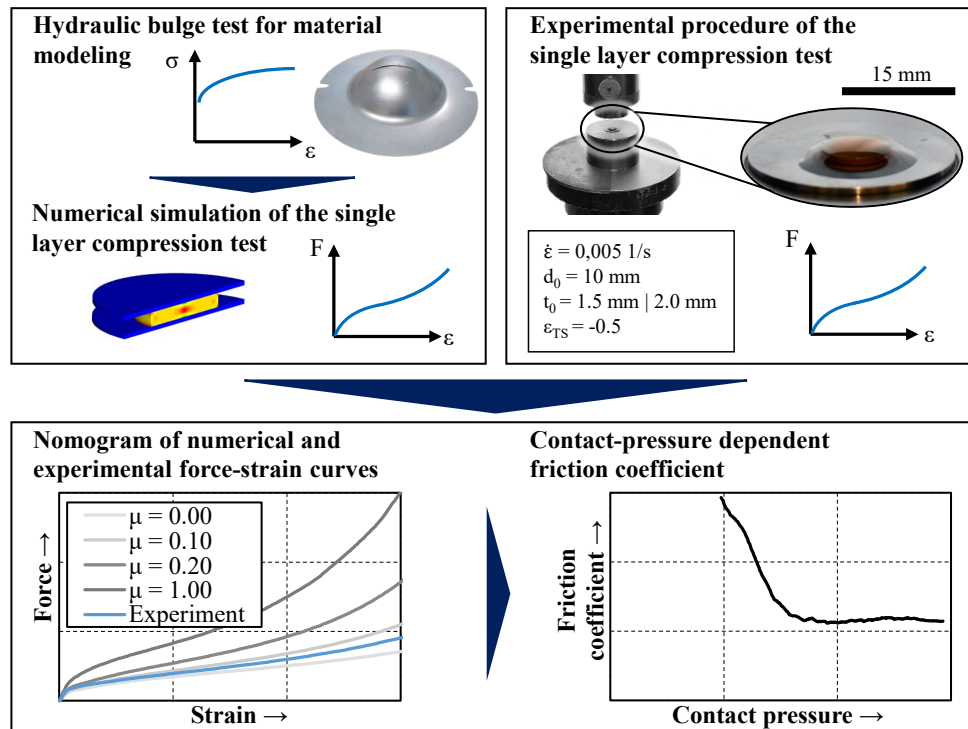 Hydraulic bulge test for material
modeling
σ
ε
Numerical simulation of the single
layer compression test
F
ε
Experimental procedure of the
single layer compression test
15 mm
ε̇ = 0,005 1/s
d₀ = 10 mm
t₀ = 1.5 mm | 2.0 mm
ε_TS = -0.5
F
ε
Nomogram of numerical and
experimental force-strain curves
μ = 0.00
μ = 0.10
μ = 0.20
μ = 1.00
Experiment
Force →
Strain →
Contact-pressure dependent
friction coefficient
Friction
coefficient →
Contact pressure →